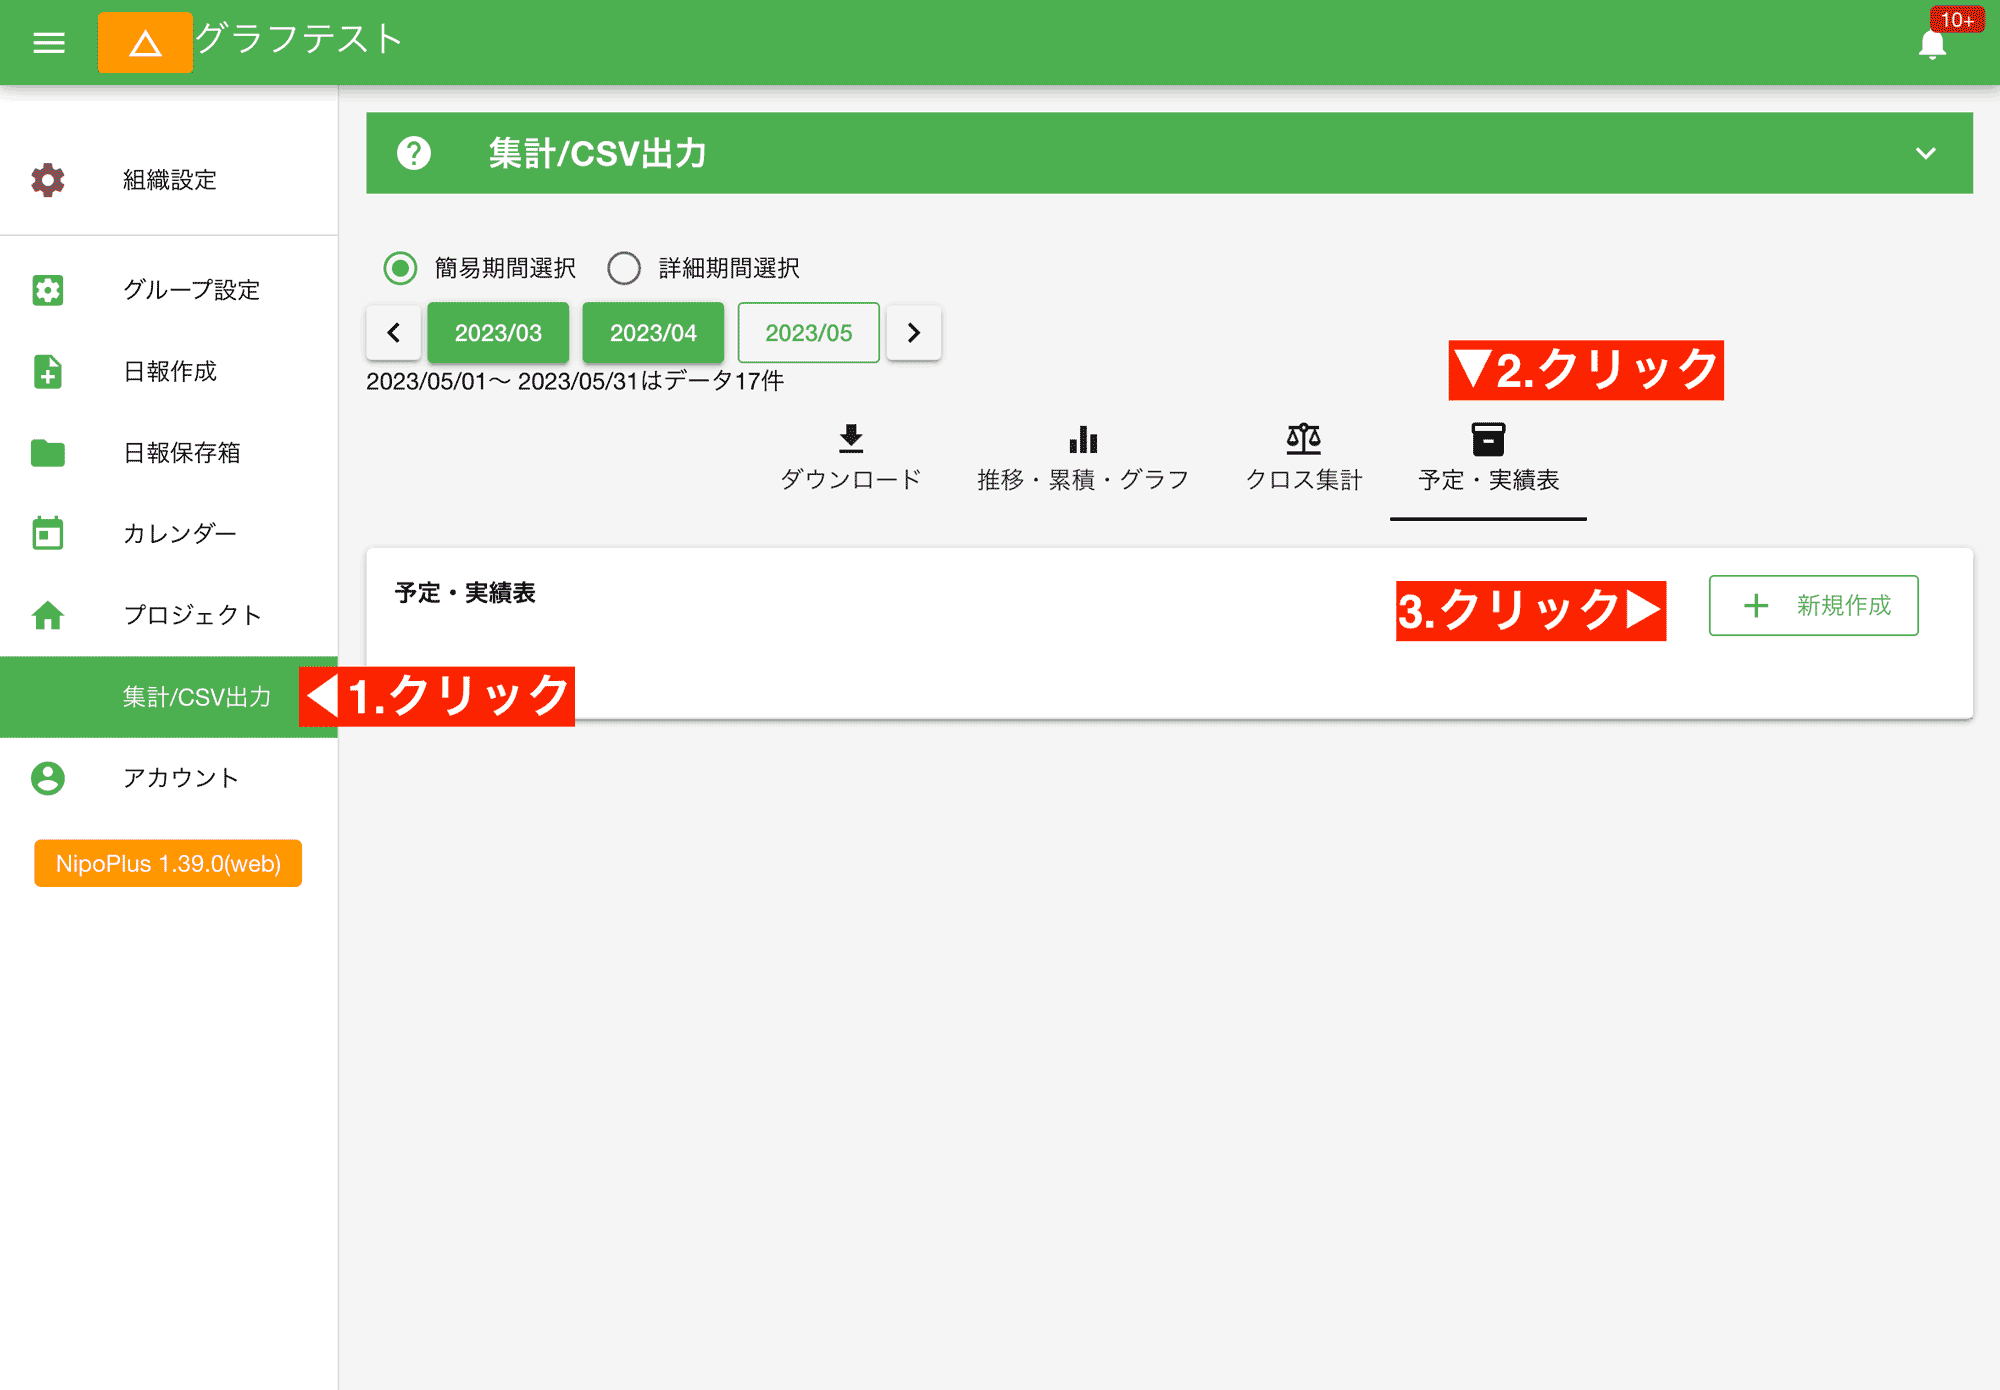 グラフテスト
10+
組織設定
グループ設定
日報作成
日報保存箱
カレンダー
プロジェクト
集計/CSV出力
◀1.クリック
アカウント
NipoPlus 1.39.0(web)
集計/CSV出力
簡易期間選択 詳細期間選択
2023/03 2023/04 2023/05
2023/05/01〜 2023/05/31はデータ17件
▼2.クリック
ダウンロード 推移・累積・グラフ クロス集計 予定・実績表
予定・実績表
3.クリック▶
+ 新規作成